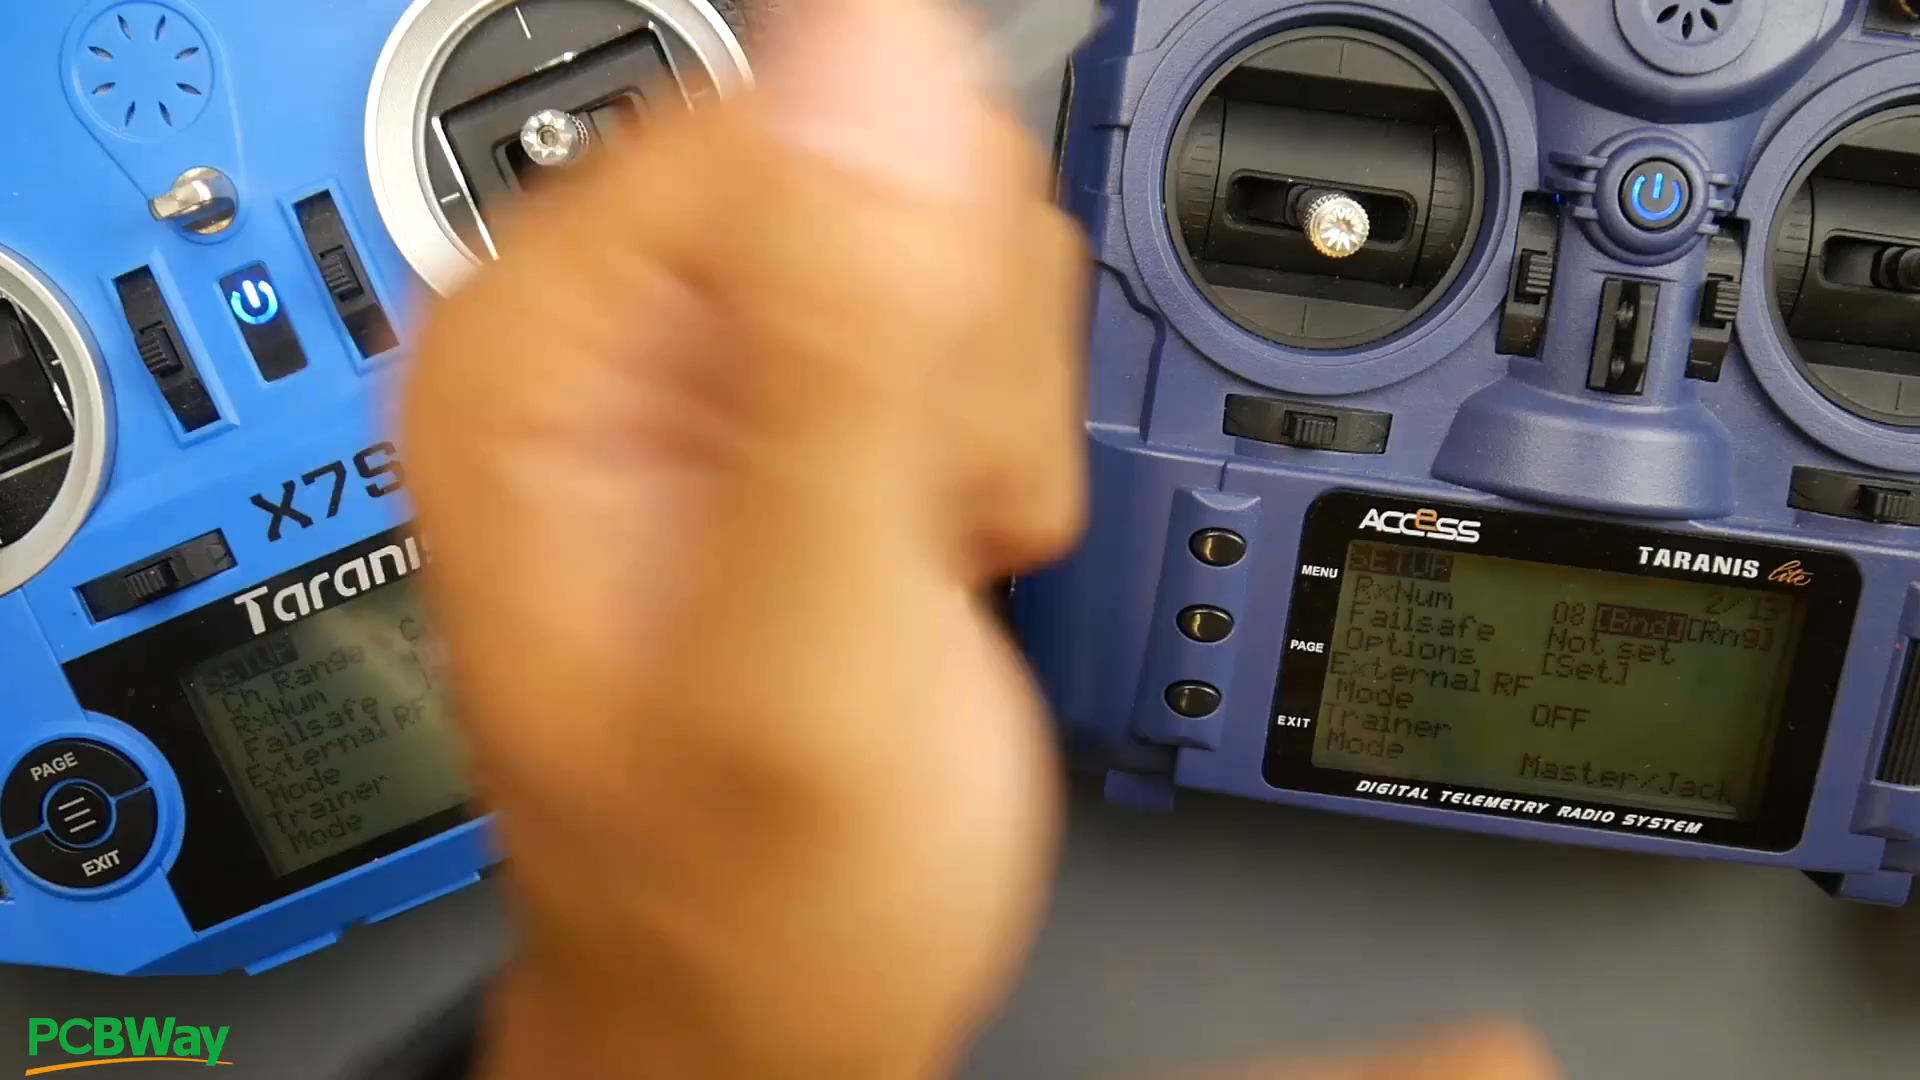 X7S
Taranis
SETUP
Ch. Range
RxNum
Failsafe
External RF
Mode
Trainer
Mode
PAGE
EXIT
ACCESS
TARANIS lite
MENU
PAGE
EXIT
SETUP
2/13
RxNum 08 [Bnd][Rng]
Failsafe Not set
Options [Set]
External RF
Mode OFF
Trainer
Mode Master/Jack
DIGITAL TELEMETRY RADIO SYSTEM
PCBWay